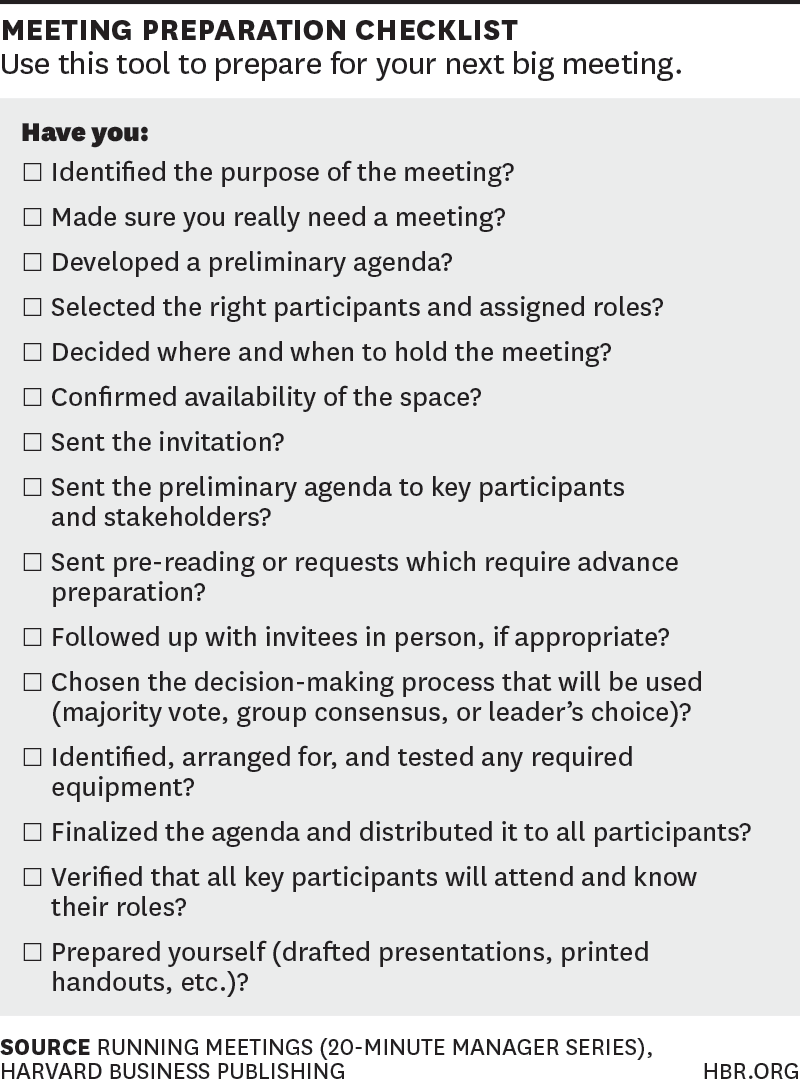 MEETING PREPARATION CHECKLIST
Use this tool to prepare for your next big meeting.
Have you:
☐ Identified the purpose of the meeting?
☐ Made sure you really need a meeting?
☐ Developed a preliminary agenda?
☐ Selected the right participants and assigned roles?
☐ Decided where and when to hold the meeting?
☐ Confirmed availability of the space?
☐ Sent the invitation?
☐ Sent the preliminary agenda to key participants
and stakeholders?
☐ Sent pre-reading or requests which require advance
preparation?
☐ Followed up with invitees in person, if appropriate?
☐ Chosen the decision-making process that will be used
(majority vote, group consensus, or leader’s choice)?
☐ Identified, arranged for, and tested any required
equipment?
☐ Finalized the agenda and distributed it to all participants?
☐ Verified that all key participants will attend and know
their roles?
☐ Prepared yourself (drafted presentations, printed
handouts, etc.)?
SOURCE RUNNING MEETINGS (20-MINUTE MANAGER SERIES),
HARVARD BUSINESS PUBLISHING
HBR.ORG